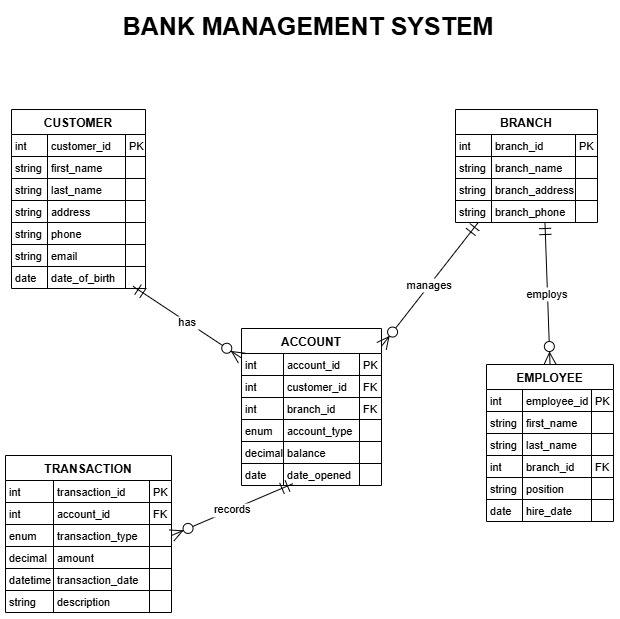 BANK MANAGEMENT SYSTEM
CUSTOMER
int customer_id PK
string first_name
string last_name
string address
string phone
string email
date date_of_birth
BRANCH
int branch_id PK
string branch_name
string branch_address
string branch_phone
has
manages
employs
ACCOUNT
int account_id PK
int customer_id FK
int branch_id FK
enum account_type
decimal balance
date date_opened
EMPLOYEE
int employee_id PK
string first_name
string last_name
int branch_id FK
string position
date hire_date
records
TRANSACTION
int transaction_id PK
int account_id FK
enum transaction_type
decimal amount
datetime transaction_date
string description